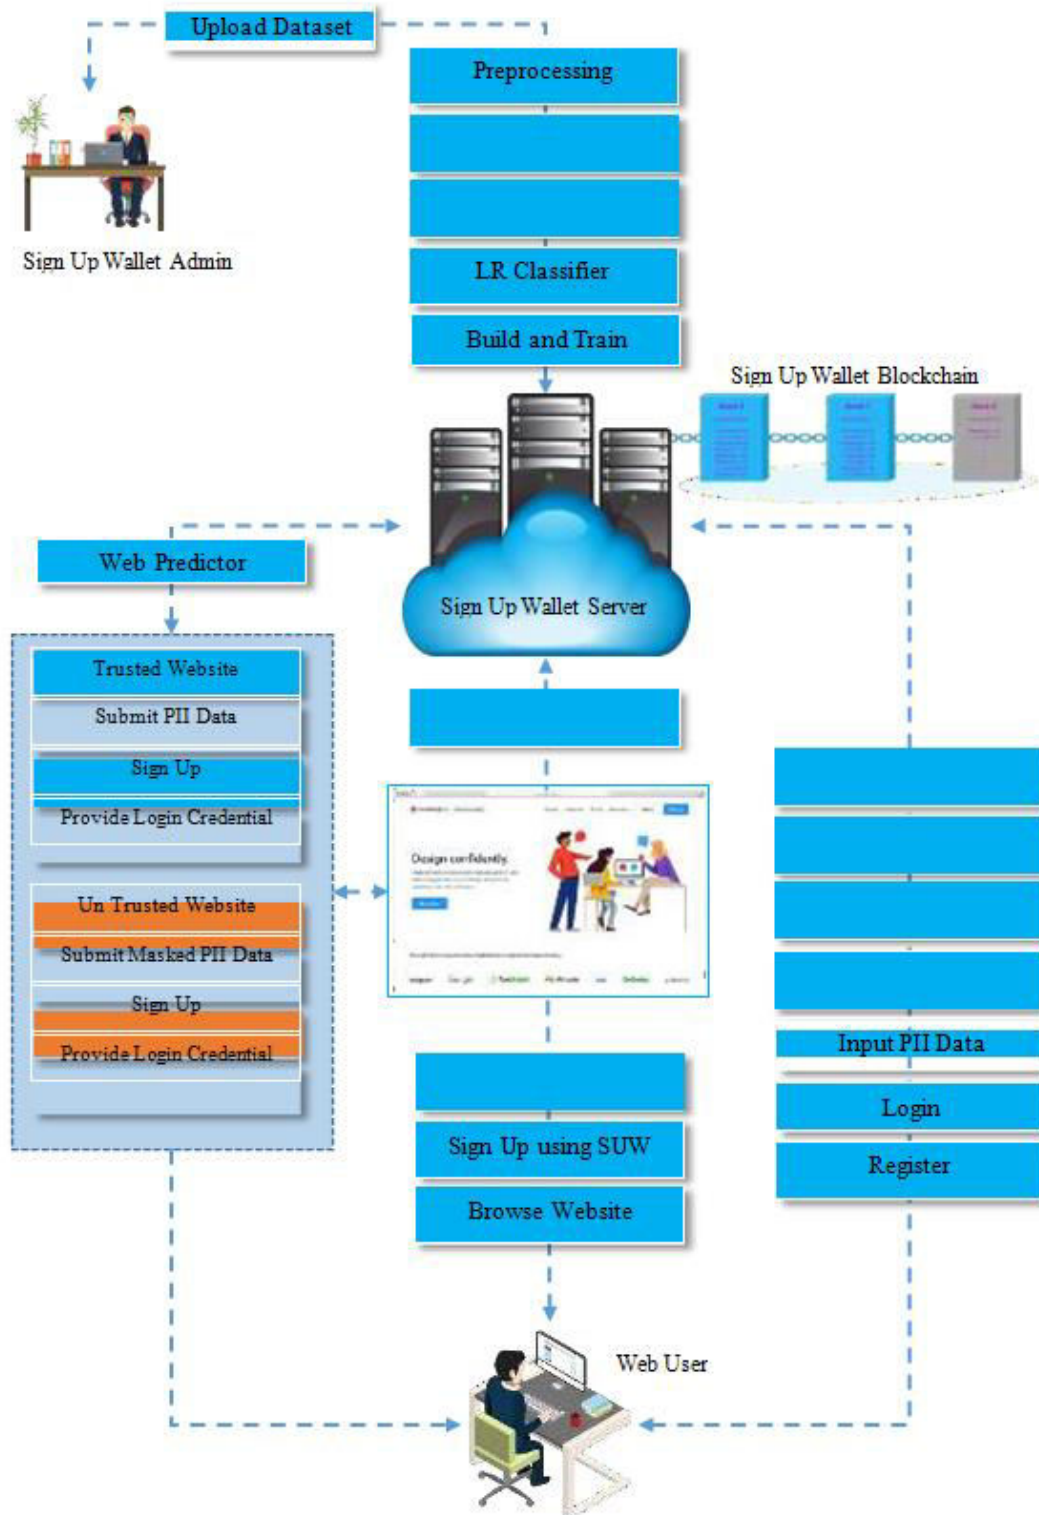 Upload Dataset
Preprocessing
Sign Up Wallet Admin
LR Classifier
Build and Train
Sign Up Wallet Blockchain
Web Predictor
Sign Up Wallet Server
Trusted Website
Submit PII Data
Sign Up
Provide Login Credential
Design confidently.
Un Trusted Website
Submit Masked PII Data
Sign Up
Provide Login Credential
Input PII Data
Login
Register
Sign Up using SUW
Browse Website
Web User